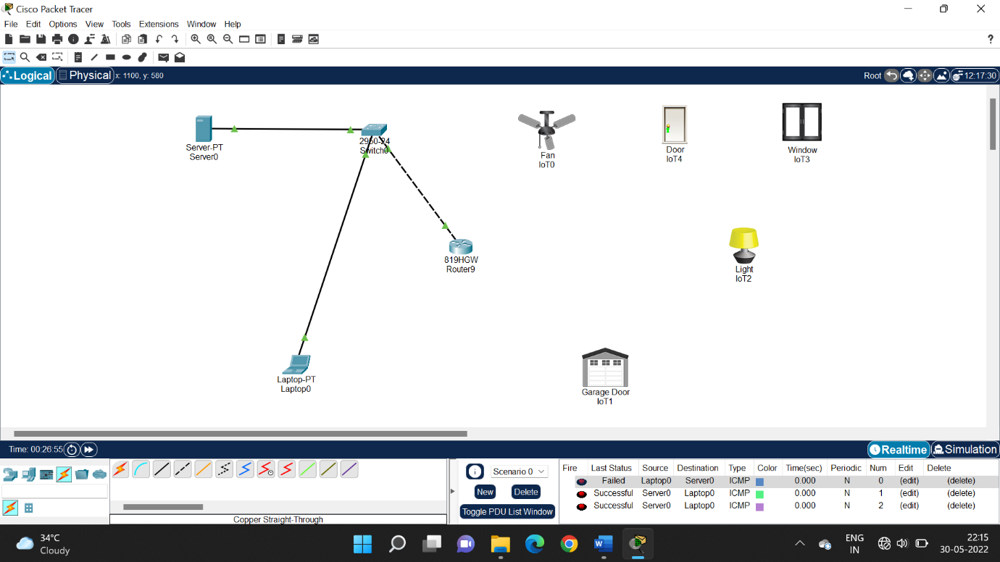 Cisco Packet Tracer
File Edit Options View Tools Extensions Window Help
Logical Physical x: 1100, y: 580 Root 12:17:30
Server-PT
Server0
2950-24
Switch0
Fan
IoT0
Door
IoT4
Window
IoT3
819HGW
Router9
Light
IoT2
Laptop-PT
Laptop0
Garage Door
IoT1
Time: 00:26:55 Realtime Simulation
Scenario 0
New Delete
Toggle PDU List Window
Copper Straight-Through
Fire Last Status Source Destination Type Color Time(sec) Periodic Num Edit Delete
Failed Laptop0 Server0 ICMP 0.000 N 0 (edit) (delete)
Successful Server0 Laptop0 ICMP 0.000 N 1 (edit) (delete)
Successful Server0 Laptop0 ICMP 0.000 N 2 (edit) (delete)
34°C
Cloudy
ENG
IN
22:15
30-05-2022